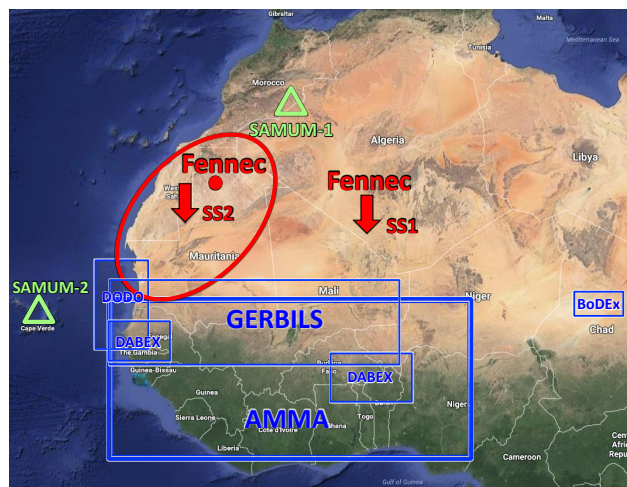 Gibraltar
Malta
Mediterranean Sea
Tunisia
Morocco
SAMUM-1
Algeria
Libya
Fennec
Fennec
SS2
SS1
Mauritania
SAMUM-2
DODO
Mali
Niger
BoDEx
Cape Verde
GERBILS
Chad
DABEX
The Gambia
Guinea-Bissau
DABEX
Guinea
Niger
AMMA
Sierra Leone
Togo
Liberia
Cameroon
Gulf of Guinea